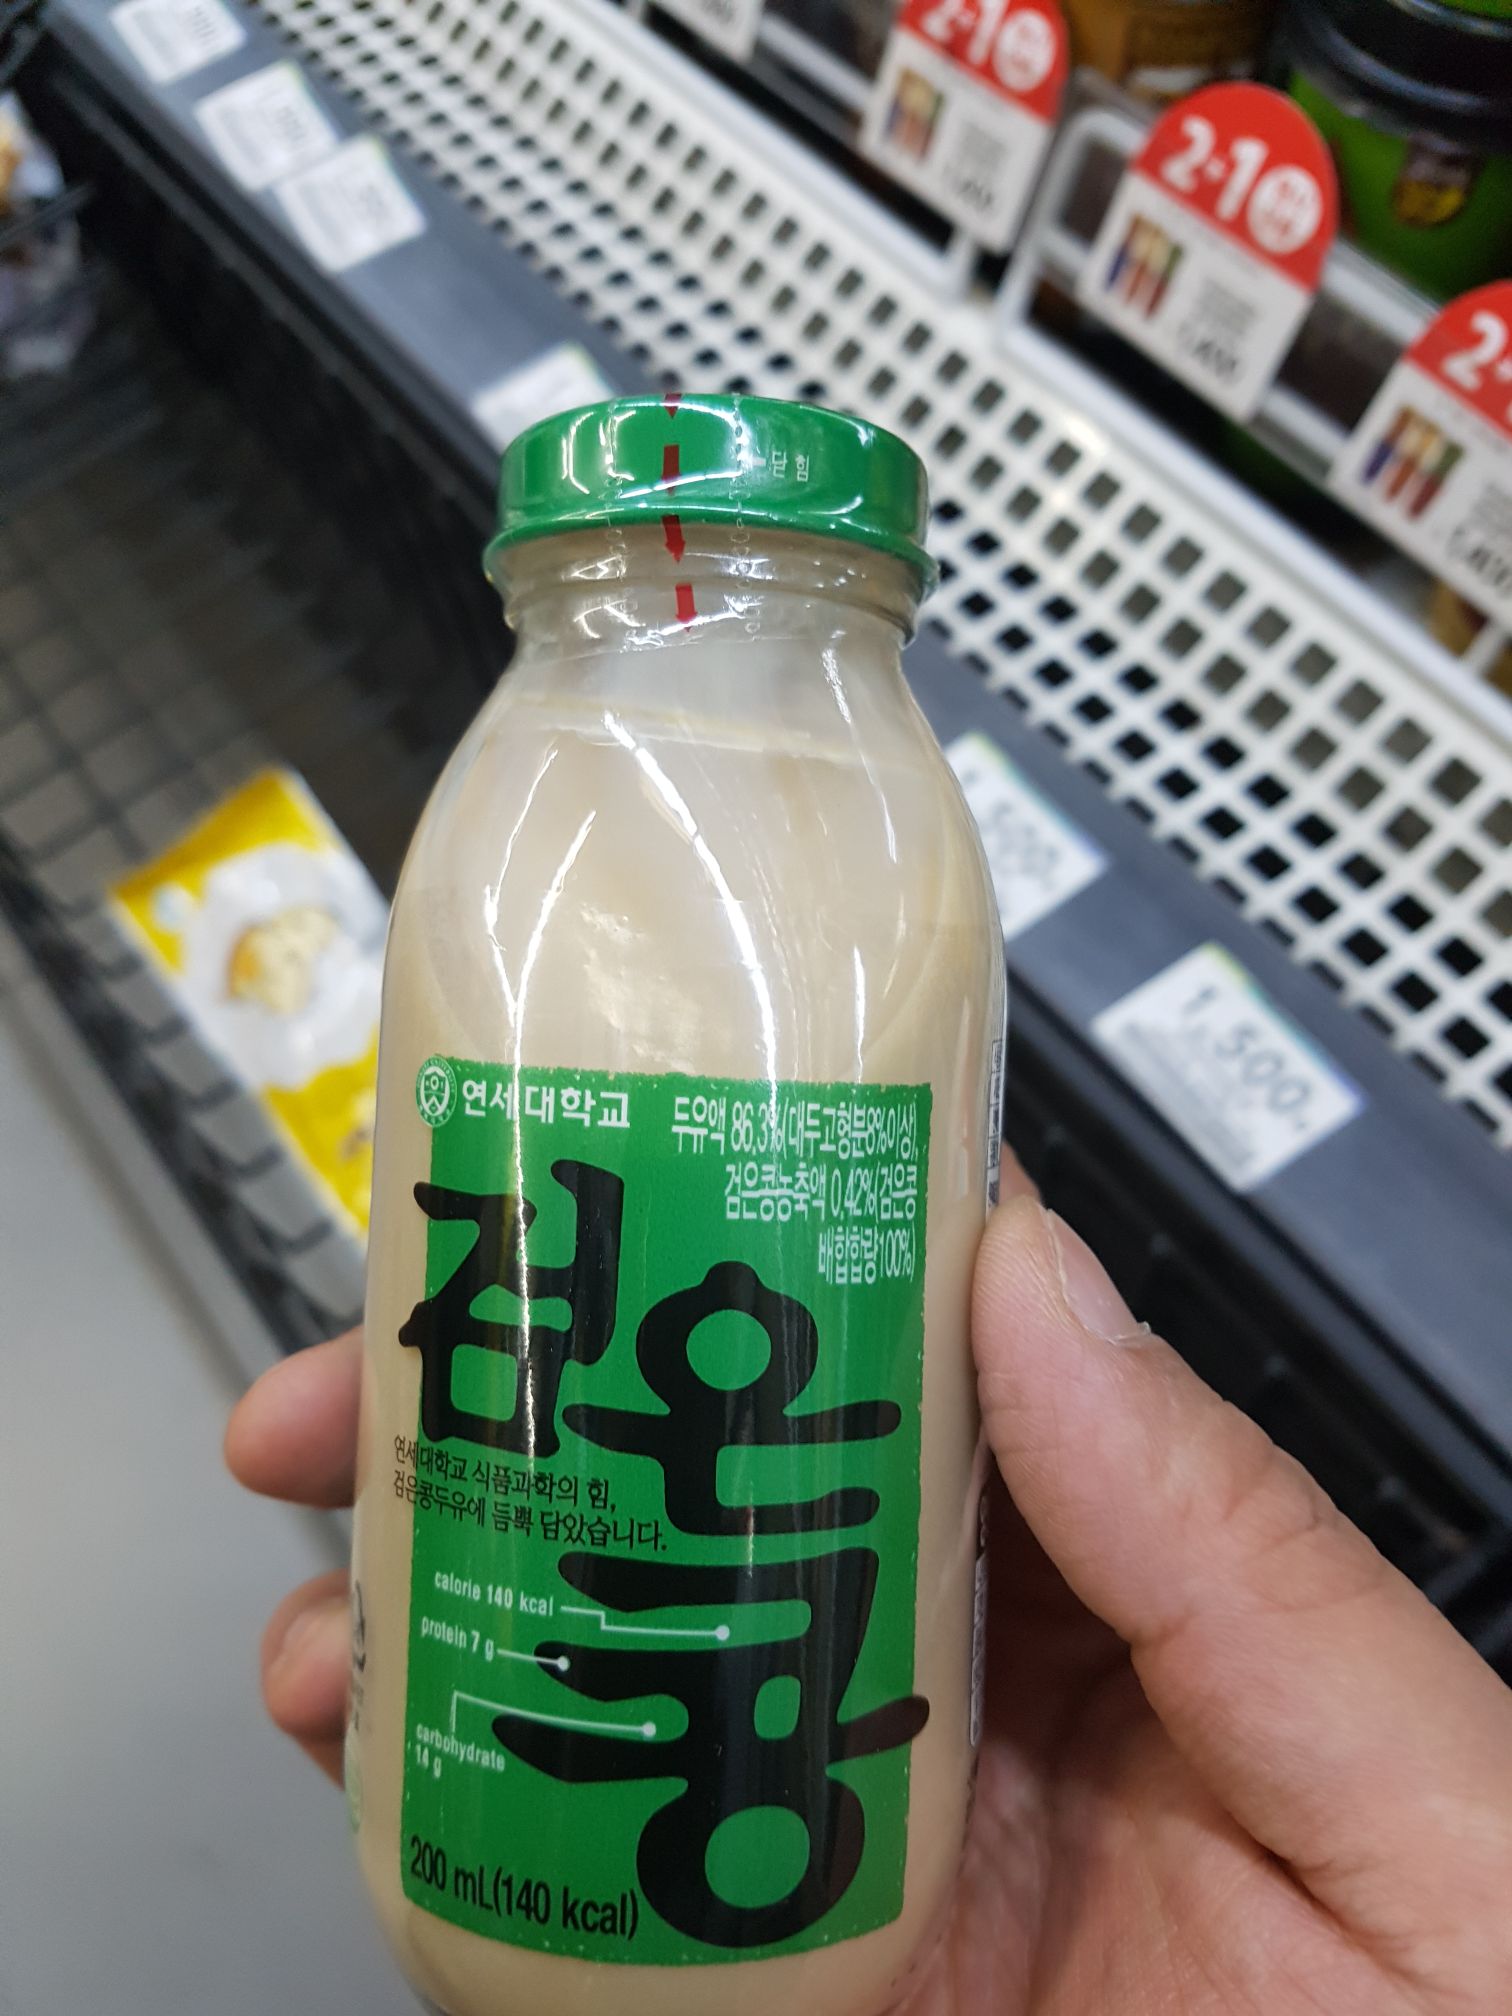 2+1
2+1
1,500
연세대학교
두유액 86.3%(대두고형분8%이상),
검은콩농축액 0.42%(검은콩
배합함량100%)
검은
콩
연세대학교 식품과학의 힘,
검은콩두유에 듬뿍 담았습니다.
calorie 140 kcal
protein 7 g
carbohydrate
14 g
200 mL(140 kcal)